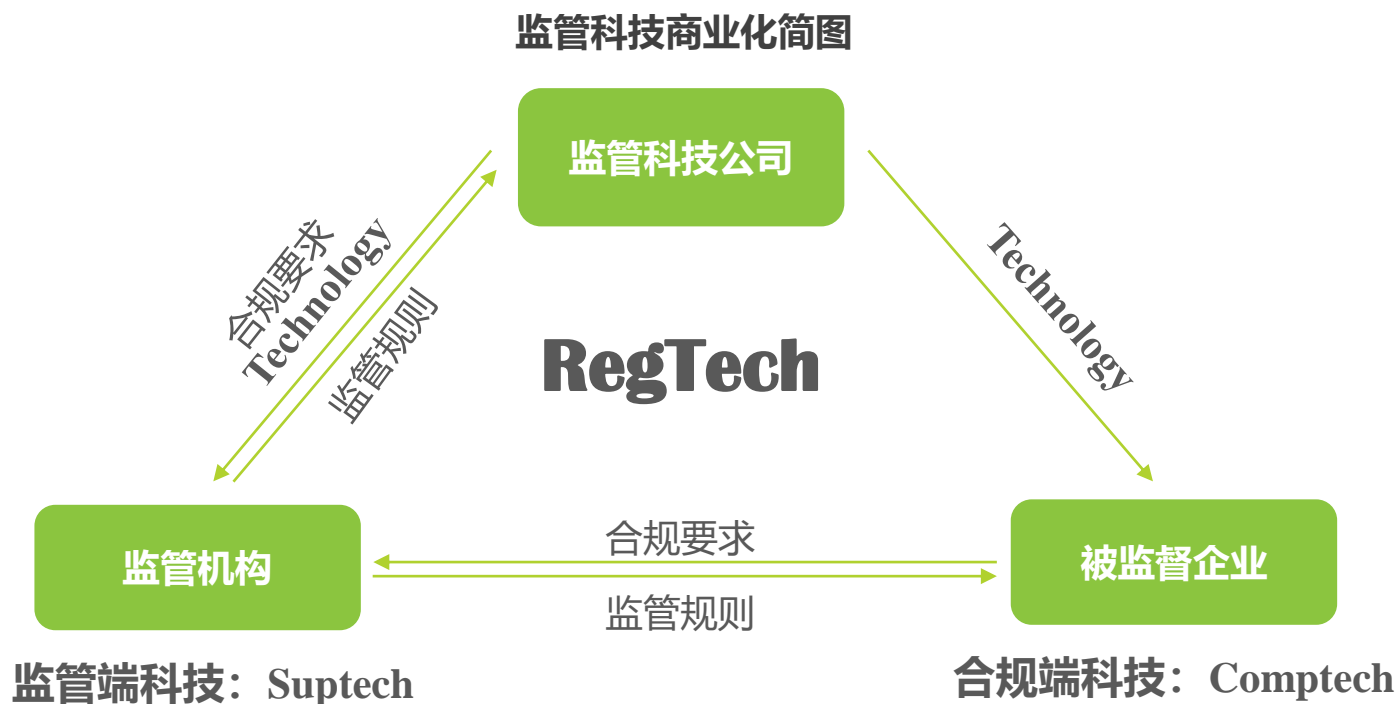 监管科技商业化简图
监管科技公司
合规要求
Technology
监管规则
Technology
RegTech
监管机构
合规要求
监管规则
被监督企业
监管端科技：Suptech
合规端科技：Comptech